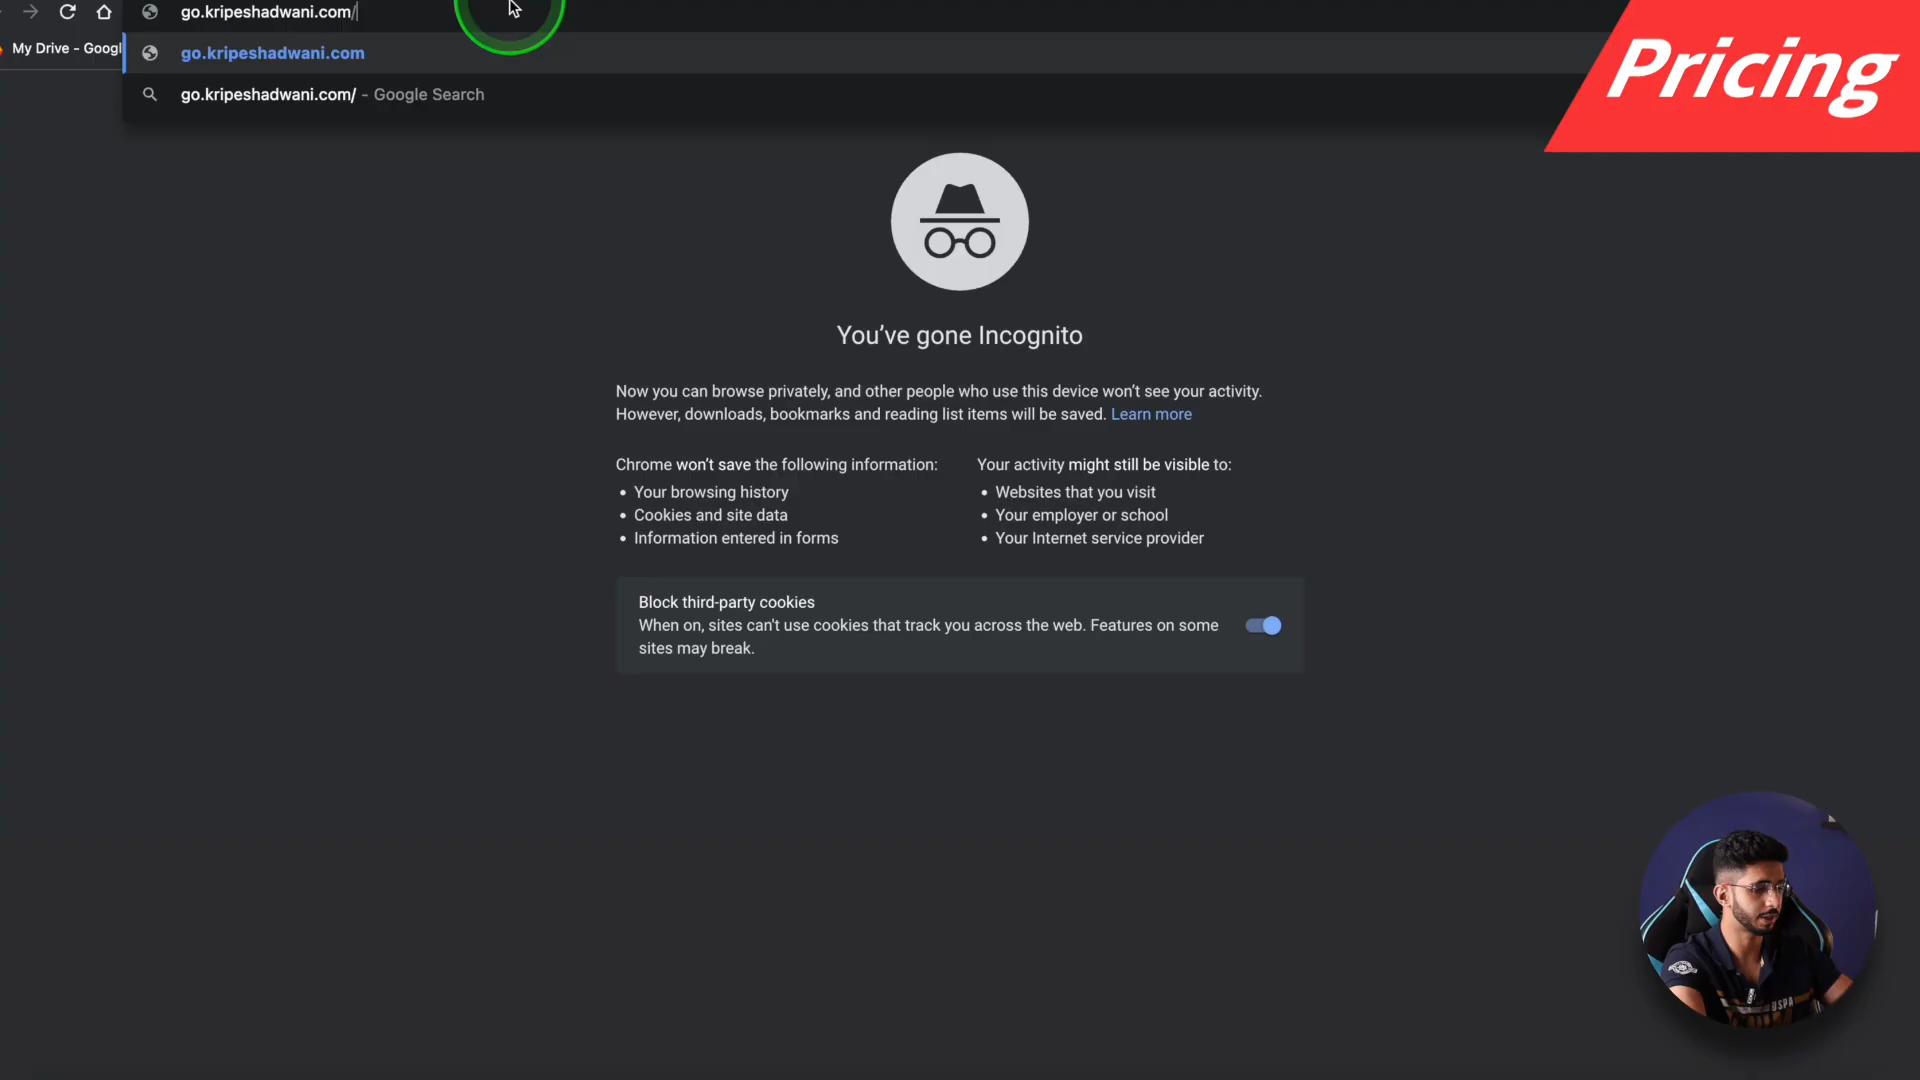 go.kripeshadwani.com/
My Drive - Googl
go.kripeshadwani.com
go.kripeshadwani.com/ - Google Search
Pricing
You've gone Incognito
Now you can browse privately, and other people who use this device won't see your activity.
However, downloads, bookmarks and reading list items will be saved. Learn more
Chrome won't save the following information:
Your browsing history
Cookies and site data
Information entered in forms
Your activity might still be visible to:
Websites that you visit
Your employer or school
Your Internet service provider
Block third-party cookies
When on, sites can't use cookies that track you across the web. Features on some
sites may break.